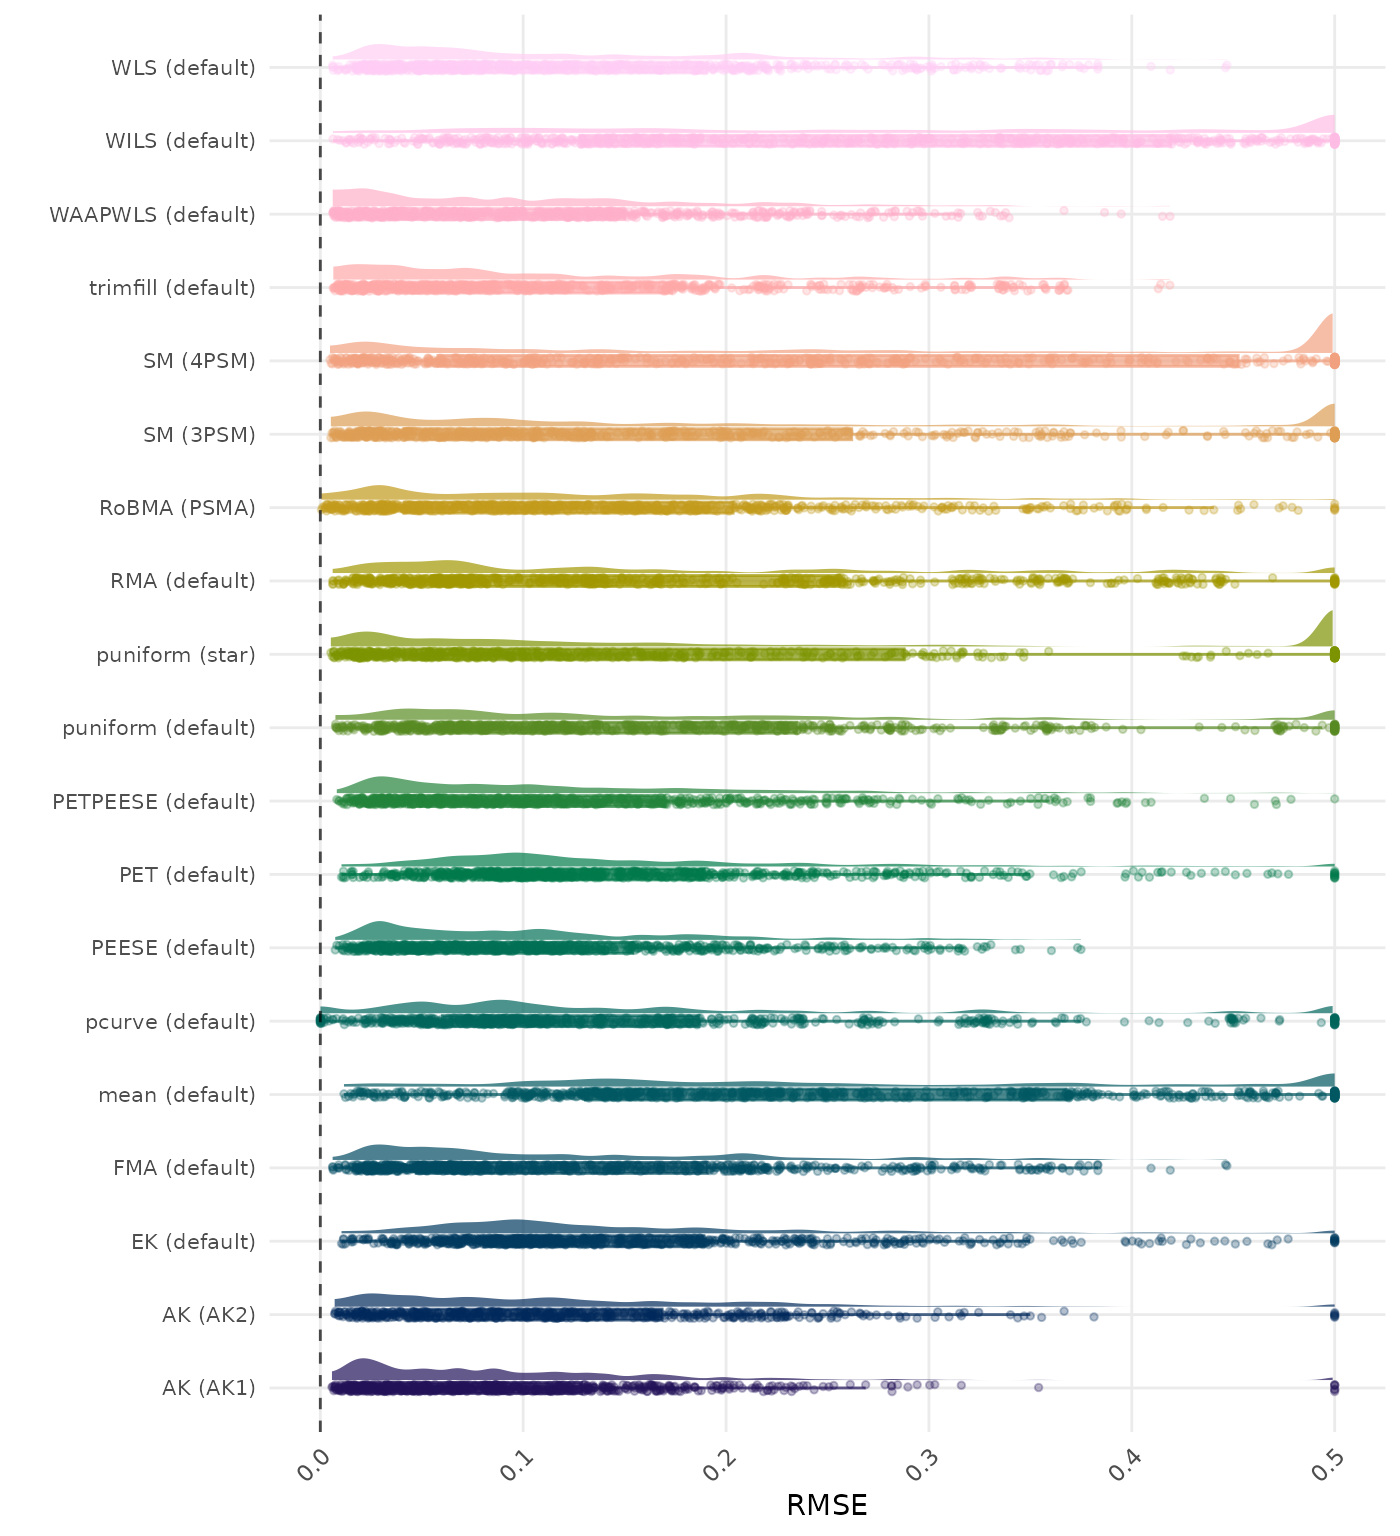 WLS (default)
WILS (default)
WAAPWLS (default)
trimfill (default)
SM (4PSM)
SM (3PSM)
RoBMA (PSMA)
RMA (default)
puniform (star)
puniform (default)
PETPEESE (default)
PET (default)
PEESE (default)
pcurve (default)
mean (default)
FMA (default)
EK (default)
AK (AK2)
AK (AK1)
0.0 0.1 0.2 0.3 0.4 0.5
RMSE